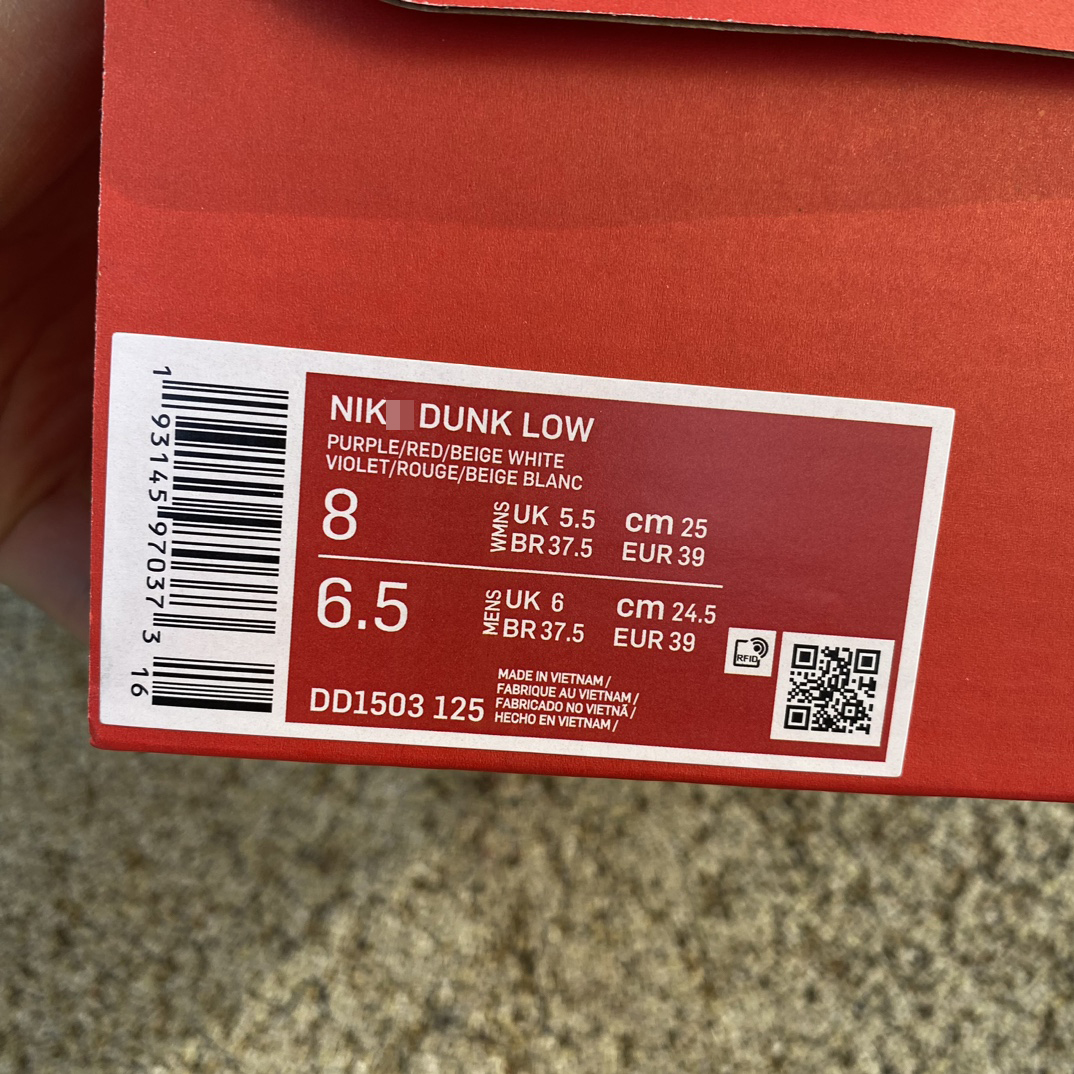 NIK DUNK LOW
PURPLE/RED/BEIGE WHITE
VIOLET/ROUGE/BEIGE BLANC
8
WMNS
UK 5.5 cm 25
BR 37.5 EUR 39
6.5
MENS
UK 6 cm 24.5
BR 37.5 EUR 39
RFID
DD1503 125
MADE IN VIETNAM /
FABRIQUE AU VIETNAM /
FABRICADO NO VIETNÃ /
HECHO EN VIETNAM /
1 93145 97037 3 16